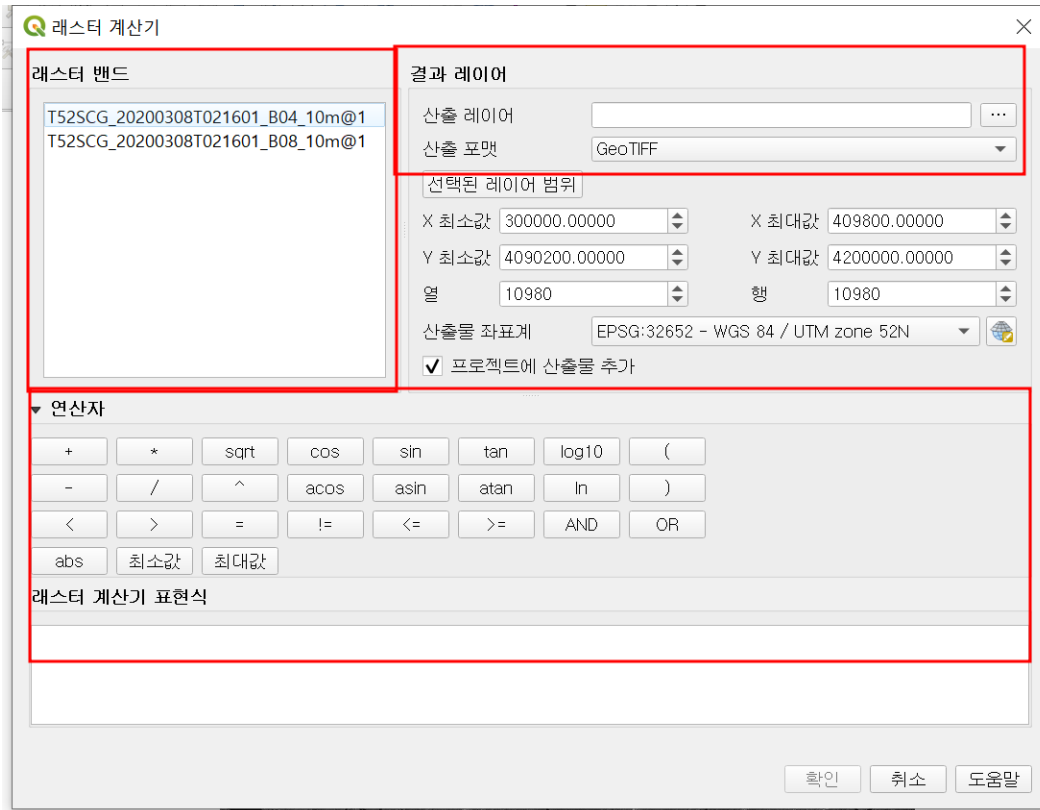 래스터 계산기
래스터 밴드
T52SCG_20200308T021601_B04_10m@1
T52SCG_20200308T021601_B08_10m@1
결과 레이어
산출 레이어 ...
산출 포맷 GeoTIFF
선택된 레이어 범위
X 최소값 300000.00000 X 최대값 409800.00000
Y 최소값 4090200.00000 Y 최대값 4200000.00000
열 10980 행 10980
산출물 좌표계 EPSG:32652 - WGS 84 / UTM zone 52N
프로젝트에 산출물 추가
연산자
+ * sqrt cos sin tan log10 (
- / ^ acos asin atan ln )
< > = != <= >= AND OR
abs 최소값 최대값
래스터 계산기 표현식
확인 취소 도움말